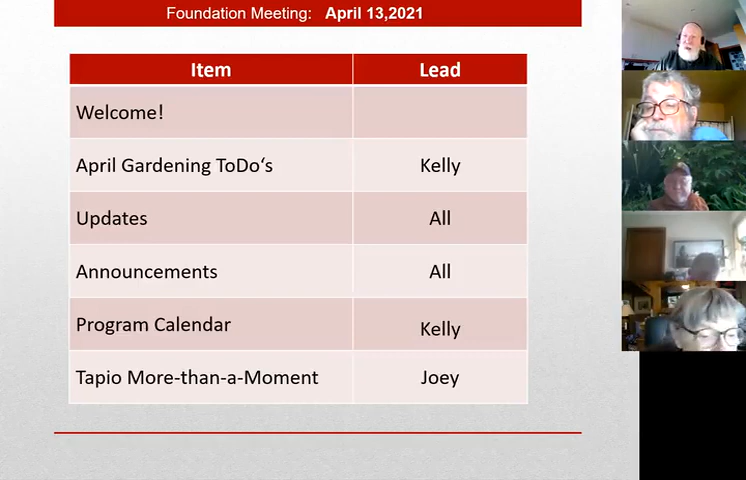 Foundation Meeting: April 13,2021
Item Lead
Welcome!
April Gardening ToDo‘s Kelly
Updates All
Announcements All
Program Calendar Kelly
Tapio More-than-a-Moment Joey